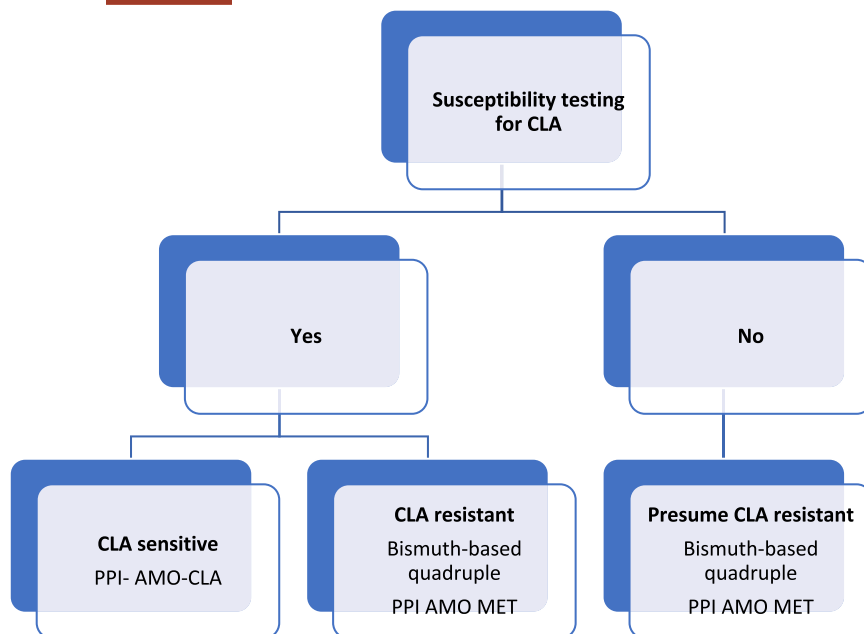 Susceptibility testing
for CLA
Yes
No
CLA sensitive
PPI- AMO-CLA
CLA resistant
Bismuth-based
quadruple
PPI AMO MET
Presume CLA resistant
Bismuth-based
quadruple
PPI AMO MET